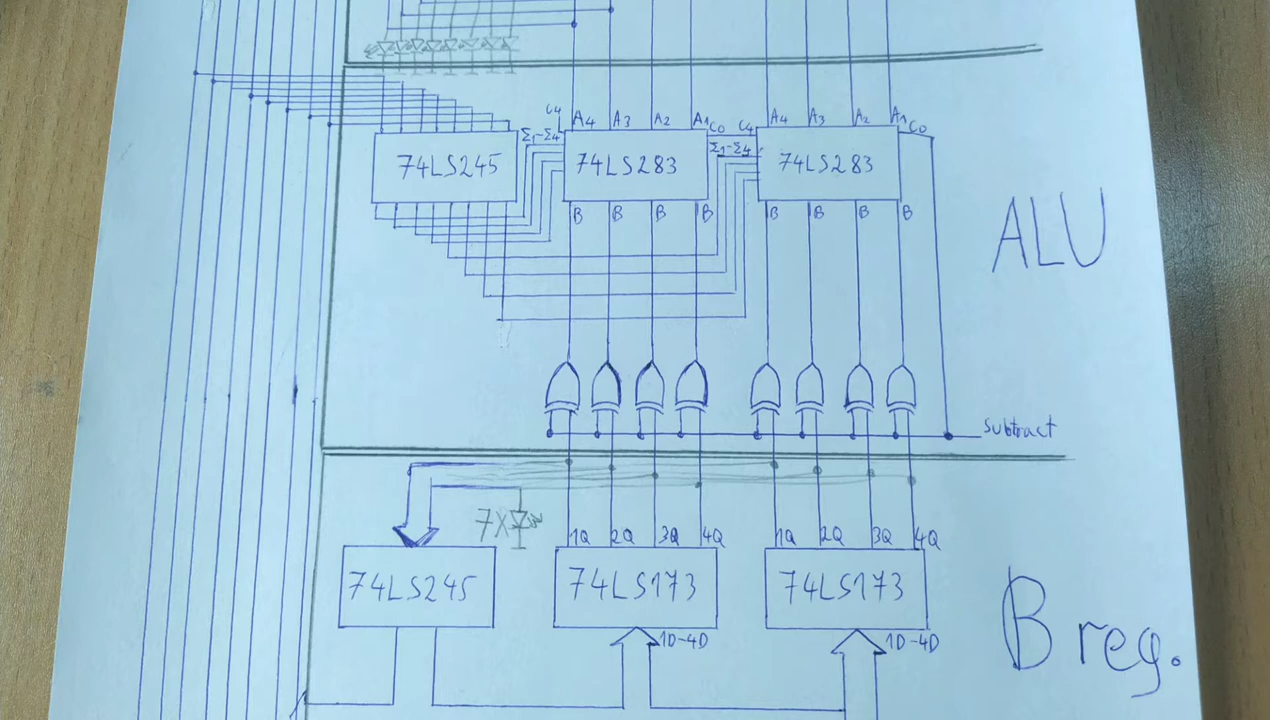 C4 A4 A3 A2 A1 C0 C4 A4 A3 A2 A1 C0
Σ1-Σ4 Σ1-Σ4
74LS245 74LS283 74LS283
B B B B B B B B
ALU
Subtract
7X
1Q 2Q 3Q 4Q 1Q 2Q 3Q 4Q
74LS245 74LS173 74LS173
1D-4D 1D-4D
B reg.